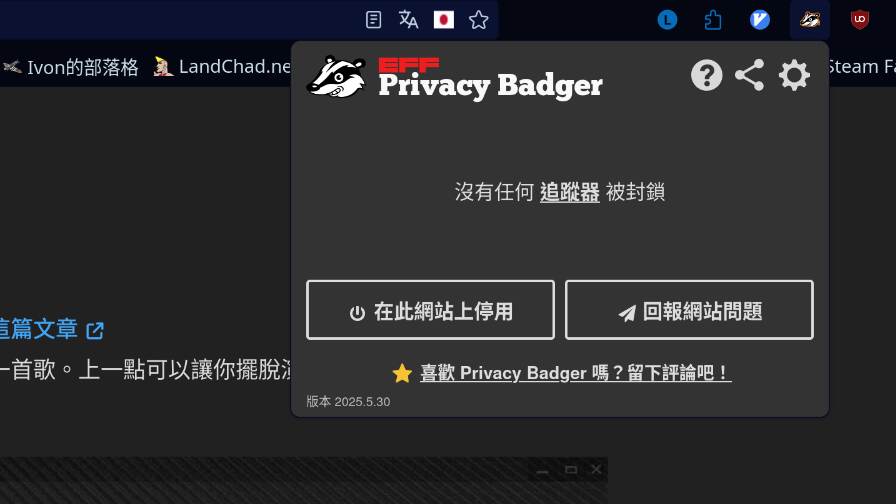 Ivon的部落格
LandChad.ne
Steam Fa
EFF
Privacy Badger
沒有任何 追蹤器 被封鎖
在此網站上停用
回報網站問題
喜歡 Privacy Badger 嗎？留下評論吧！
版本 2025.5.30
這篇文章
一首歌。上一點可以讓你擺脫